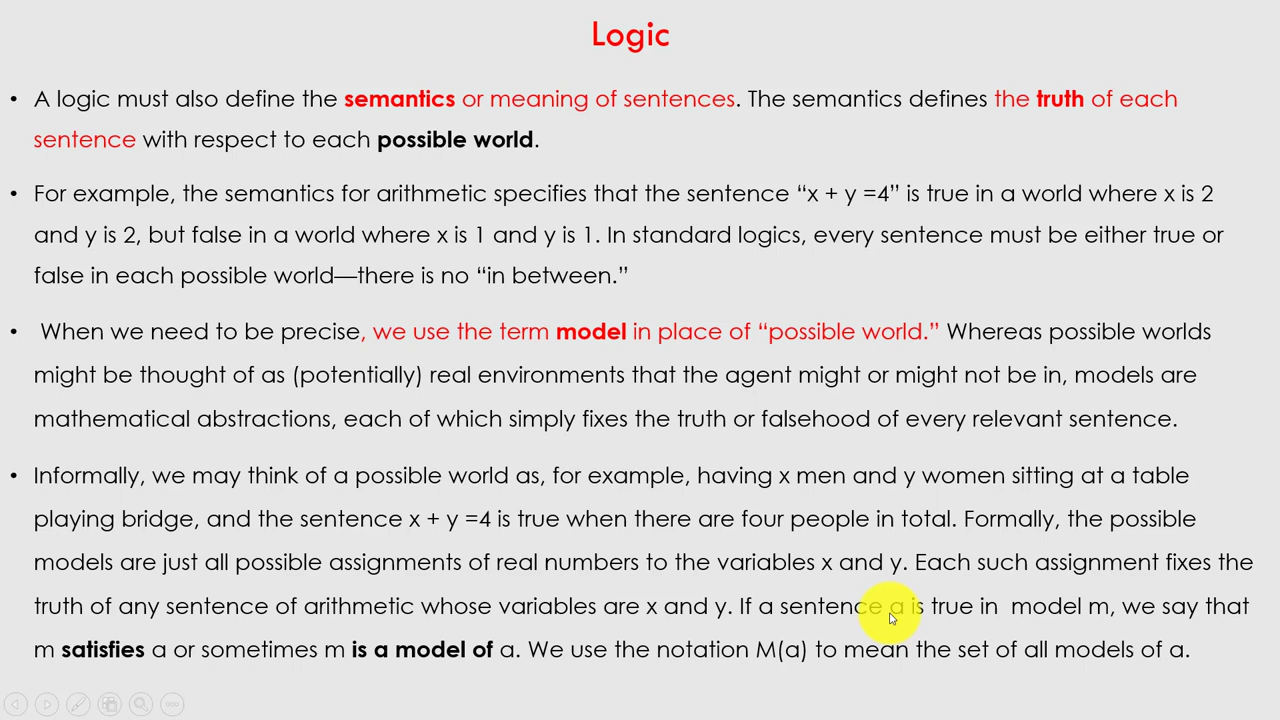 Logic
• A logic must also define the semantics or meaning of sentences. The semantics defines the truth of each
sentence with respect to each possible world.
• For example, the semantics for arithmetic specifies that the sentence “x + y =4” is true in a world where x is 2
and y is 2, but false in a world where x is 1 and y is 1. In standard logics, every sentence must be either true or
false in each possible world—there is no “in between.”
• When we need to be precise, we use the term model in place of “possible world.” Whereas possible worlds
might be thought of as (potentially) real environments that the agent might or might not be in, models are
mathematical abstractions, each of which simply fixes the truth or falsehood of every relevant sentence.
• Informally, we may think of a possible world as, for example, having x men and y women sitting at a table
playing bridge, and the sentence x + y =4 is true when there are four people in total. Formally, the possible
models are just all possible assignments of real numbers to the variables x and y. Each such assignment fixes the
truth of any sentence of arithmetic whose variables are x and y. If a sentence a is true in model m, we say that
m satisfies a or sometimes m is a model of a. We use the notation M(a) to mean the set of all models of a.